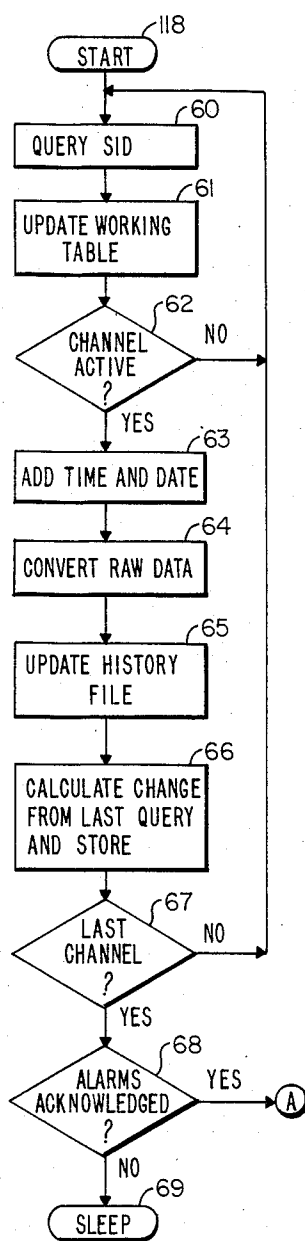 118
START
60
QUERY SID
61
UPDATE WORKING
TABLE
62
CHANNEL
ACTIVE
?
NO
YES
63
ADD TIME AND DATE
64
CONVERT RAW DATA
65
UPDATE HISTORY
FILE
66
CALCULATE CHANGE
FROM LAST QUERY
AND STORE
67
LAST
CHANNEL
?
NO
YES
68
ALARMS
ACKNOWLEDGED
?
YES
A
NO
69
SLEEP